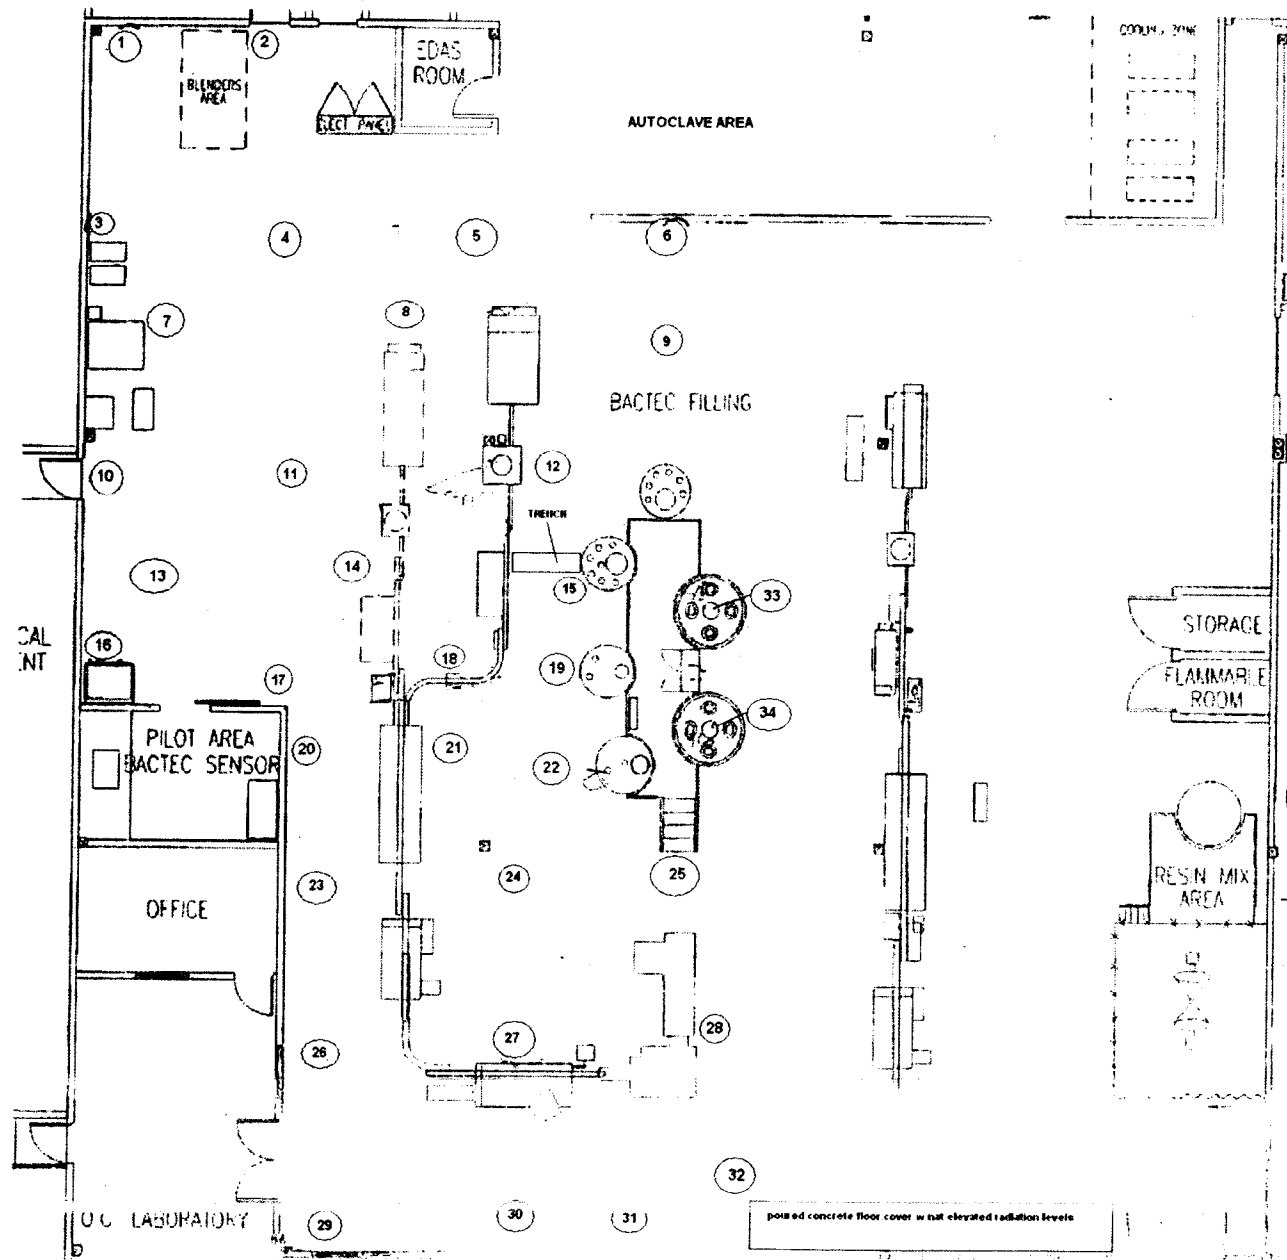 COOLING ZONE
1
2
EDAS
ROOM
BLENDERS
AREA
ELECT PANEL
AUTOCLAVE AREA
3
4
5
6
7
8
9
BACTEC FILLING
10
11
12
TRENCH
13
14
15
33
CAL
ENT
16
17
18
19
STORAGE
FLAMMABLE
ROOM
34
PILOT AREA
BACTEC SENSOR
20
21
22
23
24
25
RESIN MIX
AREA
OFFICE
26
27
28
32
Q C LABORATORY
29
30
31
poured concrete floor cover w nat elevated radiation levels